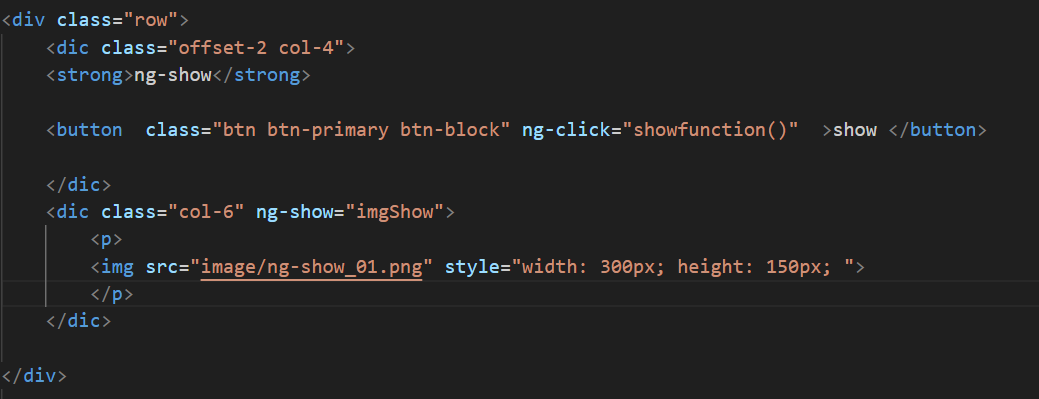 <div class="row">
    <dic class="offset-2 col-4">
    <strong>ng-show</strong>
    <button  class="btn btn-primary btn-block" ng-click="showfunction()"  >show </button>
    </dic>
    <dic class="col-6" ng-show="imgShow">
        <p>
        <img src="image/ng-show_01.png" style="width: 300px; height: 150px; ">
        </p>
    </dic>
</div>